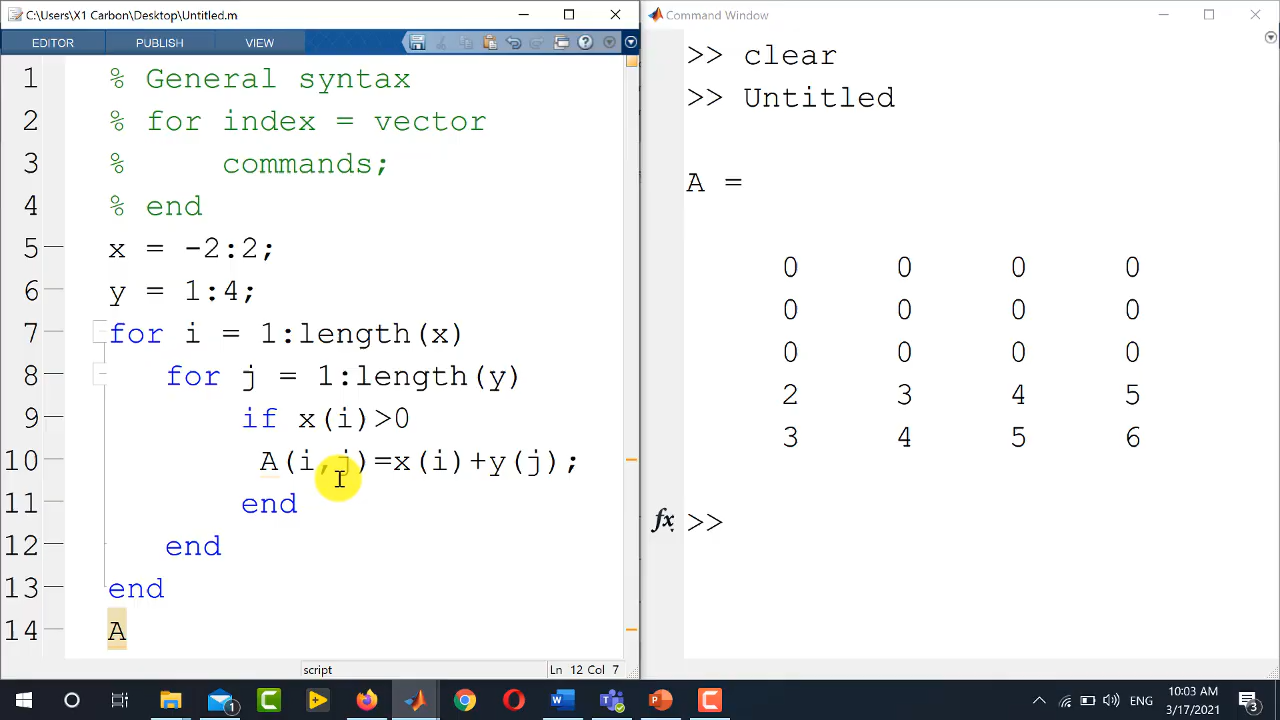 C:\Users\X1 Carbon\Desktop\Untitled.m
EDITOR PUBLISH VIEW
1 % General syntax
2 % for index = vector
3 %     commands;
4 % end
5 x = -2:2;
6 y = 1:4;
7 for i = 1:length(x)
8 for j = 1:length(y)
9 if x(i)>0
10 A(i,j)=x(i)+y(j);
11 end
12 end
13 end
14 A
script Ln 12 Col 7
Command Window
>> clear
>> Untitled
A =
0 0 0 0
0 0 0 0
0 0 0 0
2 3 4 5
3 4 5 6
fx >>
1
ENG
10:03 AM
3/17/2021
3